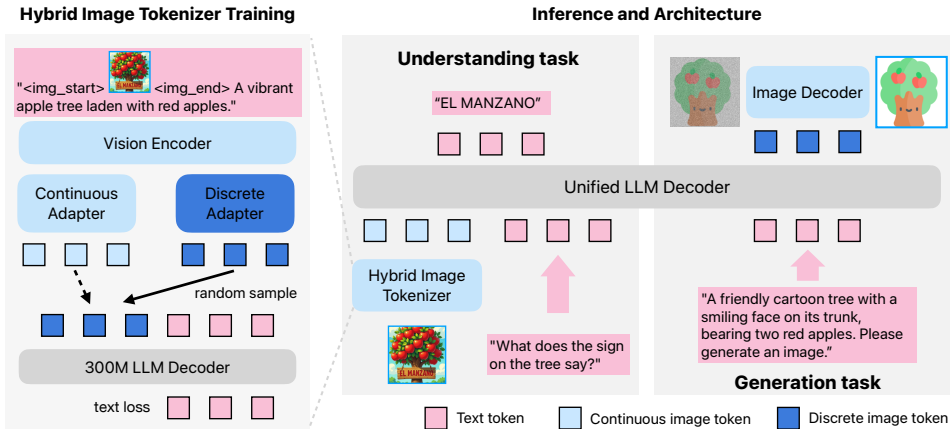 Hybrid Image Tokenizer Training
"<img_start>
EL MANZANO
<img_end> A vibrant
apple tree laden with red apples."
Vision Encoder
Continuous
Adapter
Discrete
Adapter
random sample
300M LLM Decoder
text loss
Inference and Architecture
Understanding task
“EL MANZANO”
Unified LLM Decoder
Hybrid Image
Tokenizer
EL MANZANO
"What does the sign
on the tree say?"
Image Decoder
"A friendly cartoon tree with a
smiling face on its trunk,
bearing two red apples. Please
generate an image.”
Generation task
Text token
Continuous image token
Discrete image token